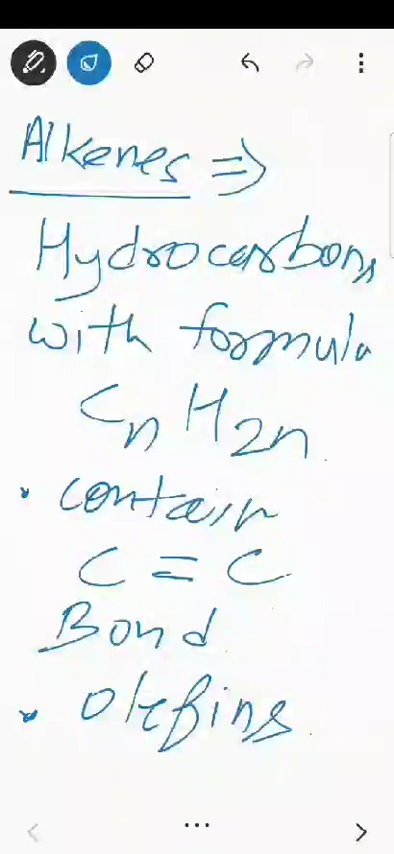 Alkenes ⇒
Hydrocarbons
with formula
CnH2n
• contain
C = C
Bond
• Olefins